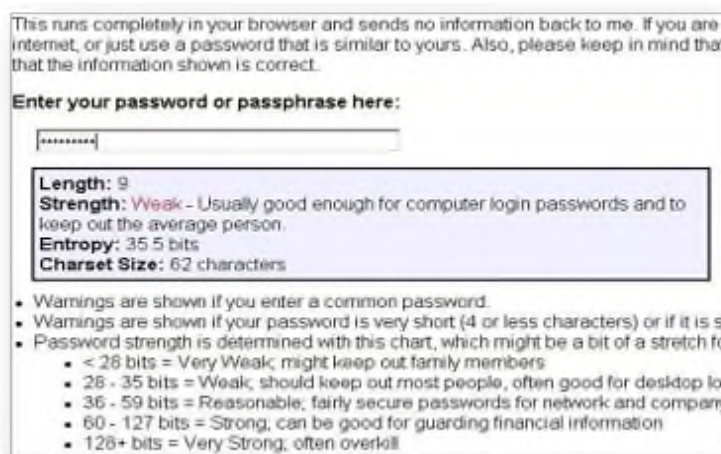 This runs completely in your browser and sends no information back to me. If you are
internet, or just use a password that is similar to yours. Also, please keep in mind that
that the information shown is correct.
Enter your password or passphrase here:
•••••••••
Length: 9
Strength: Weak - Usually good enough for computer login passwords and to
keep out the average person.
Entropy: 35.5 bits
Charset Size: 62 characters
• Warnings are shown if you enter a common password.
• Warnings are shown if your password is very short (4 or less characters) or if it is s
• Password strength is determined with this chart, which might be a bit of a stretch fo
• < 28 bits = Very Weak; might keep out family members
• 28 - 35 bits = Weak; should keep out most people, often good for desktop lo
• 36 - 59 bits = Reasonable; fairly secure passwords for network and company
• 60 - 127 bits = Strong; can be good for guarding financial information
• 128+ bits = Very Strong; often overkill